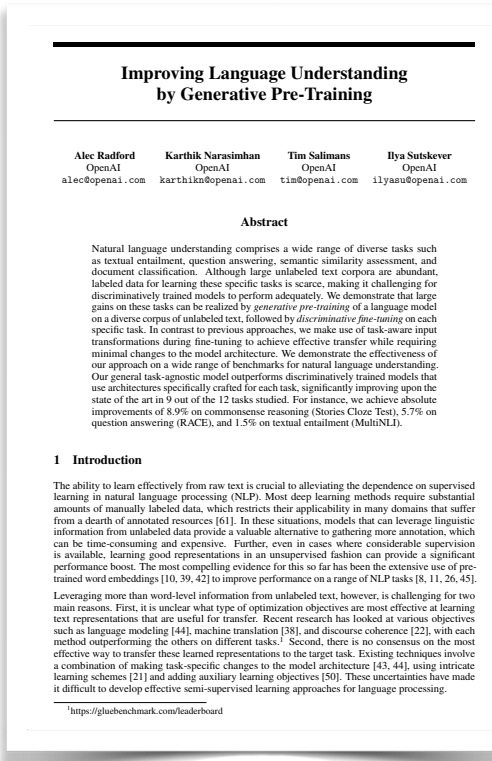 Improving Language Understanding
by Generative Pre-Training
Alec Radford
OpenAI
alec@openai.com
Karthik Narasimhan
OpenAI
karthikn@openai.com
Tim Salimans
OpenAI
tim@openai.com
Ilya Sutskever
OpenAI
ilyasu@openai.com
Abstract
Natural language understanding comprises a wide range of diverse tasks such
as textual entailment, question answering, semantic similarity assessment, and
document classification. Although large unlabeled text corpora are abundant,
labeled data for learning these specific tasks is scarce, making it challenging for
discriminatively trained models to perform adequately. We demonstrate that large
gains on these tasks can be realized by generative pre-training of a language model
on a diverse corpus of unlabeled text, followed by discriminative fine-tuning on each
specific task. In contrast to previous approaches, we make use of task-aware input
transformations during fine-tuning to achieve effective transfer while requiring
minimal changes to the model architecture. We demonstrate the effectiveness of
our approach on a wide range of benchmarks for natural language understanding.
Our general task-agnostic model outperforms discriminatively trained models that
use architectures specifically crafted for each task, significantly improving upon the
state of the art in 9 out of the 12 tasks studied. For instance, we achieve absolute
improvements of 8.9% on commonsense reasoning (Stories Cloze Test), 5.7% on
question answering (RACE), and 1.5% on textual entailment (MultiNLI).
1 Introduction
The ability to learn effectively from raw text is crucial to alleviating the dependence on supervised
learning in natural language processing (NLP). Most deep learning methods require substantial
amounts of manually labeled data, which restricts their applicability in many domains that suffer
from a dearth of annotated resources [61]. In these situations, models that can leverage linguistic
information from unlabeled data provide a valuable alternative to gathering more annotation, which
can be time-consuming and expensive. Further, even in cases where considerable supervision
is available, learning good representations in an unsupervised fashion can provide a significant
performance boost. The most compelling evidence for this so far has been the extensive use of pre-
trained word embeddings [10, 39, 42] to improve performance on a range of NLP tasks [8, 11, 26, 45].
Leveraging more than word-level information from unlabeled text, however, is challenging for two
main reasons. First, it is unclear what type of optimization objectives are most effective at learning
text representations that are useful for transfer. Recent research has looked at various objectives
such as language modeling [44], machine translation [38], and discourse coherence [22], with each
method outperforming the others on different tasks.¹ Second, there is no consensus on the most
effective way to transfer these learned representations to the target task. Existing techniques involve
a combination of making task-specific changes to the model architecture [43, 44], using intricate
learning schemes [21] and adding auxiliary learning objectives [50]. These uncertainties have made
it difficult to develop effective semi-supervised learning approaches for language processing.
¹https://gluebenchmark.com/leaderboard